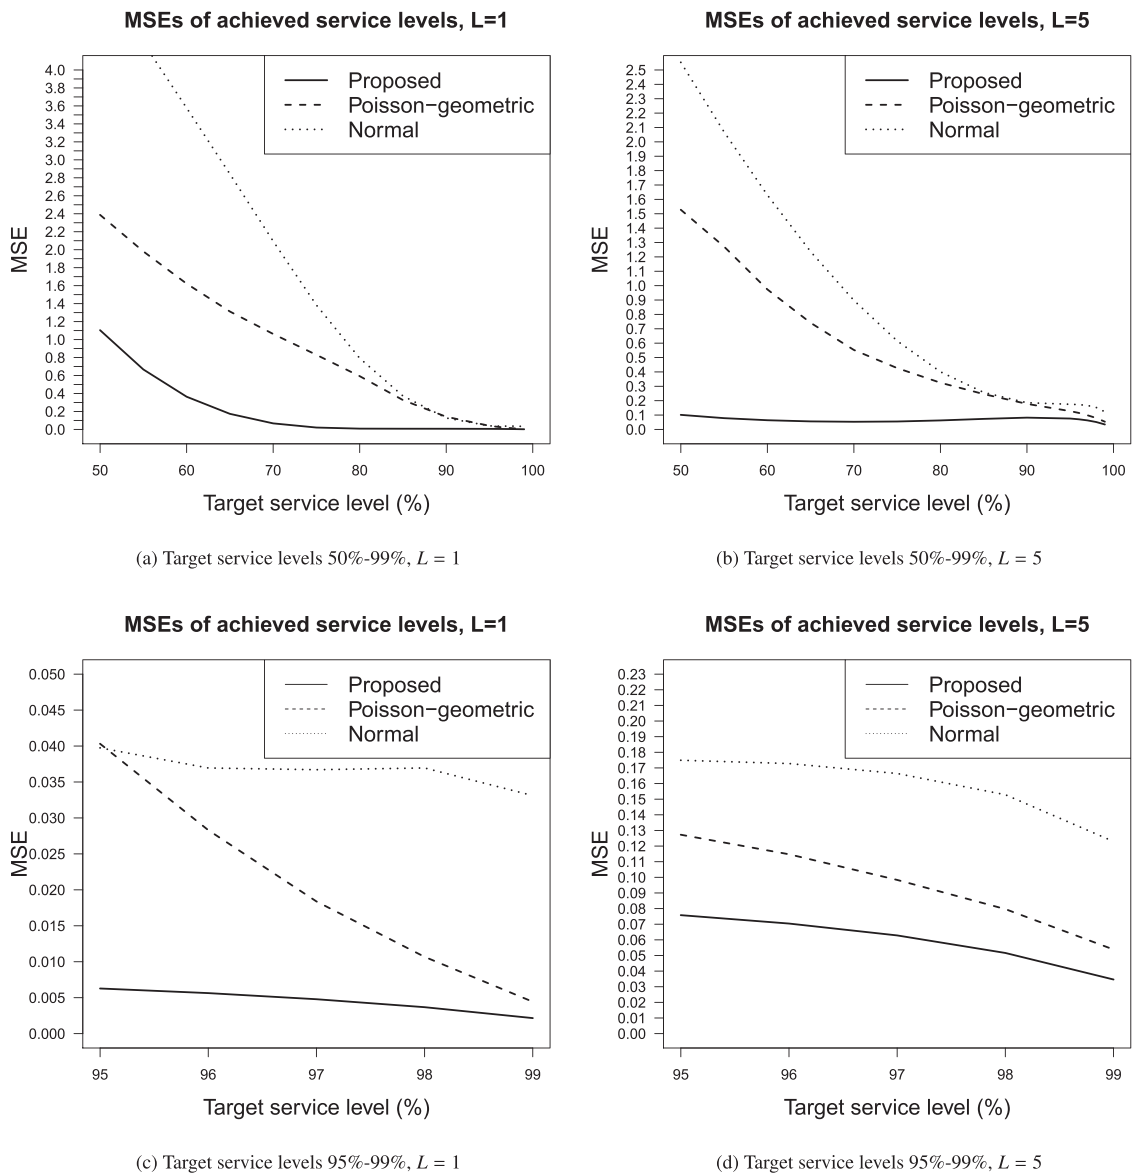 MSEs of achieved service levels, L=1
4.0
3.8
3.6
3.4
3.2
3.0
2.8
2.6
2.4
2.2
2.0
1.8
1.6
1.4
1.2
1.0
0.8
0.6
0.4
0.2
0.0
MSE
Proposed
Poisson−geometric
Normal
50 60 70 80 90 100
Target service level (%)
(a) Target service levels 50%-99%, L = 1
MSEs of achieved service levels, L=5
2.5
2.4
2.3
2.2
2.1
2.0
1.9
1.8
1.7
1.6
1.5
1.4
1.3
1.2
1.1
1.0
0.9
0.8
0.7
0.6
0.5
0.4
0.3
0.2
0.1
0.0
MSE
Proposed
Poisson−geometric
Normal
50 60 70 80 90 100
Target service level (%)
(b) Target service levels 50%-99%, L = 5
MSEs of achieved service levels, L=1
0.050
0.045
0.040
0.035
0.030
0.025
0.020
0.015
0.010
0.005
0.000
MSE
Proposed
Poisson−geometric
Normal
95 96 97 98 99
Target service level (%)
(c) Target service levels 95%-99%, L = 1
MSEs of achieved service levels, L=5
0.23
0.22
0.21
0.20
0.19
0.18
0.17
0.16
0.15
0.14
0.13
0.12
0.11
0.10
0.09
0.08
0.07
0.06
0.05
0.04
0.03
0.02
0.01
0.00
MSE
Proposed
Poisson−geometric
Normal
95 96 97 98 99
Target service level (%)
(d) Target service levels 95%-99%, L = 5